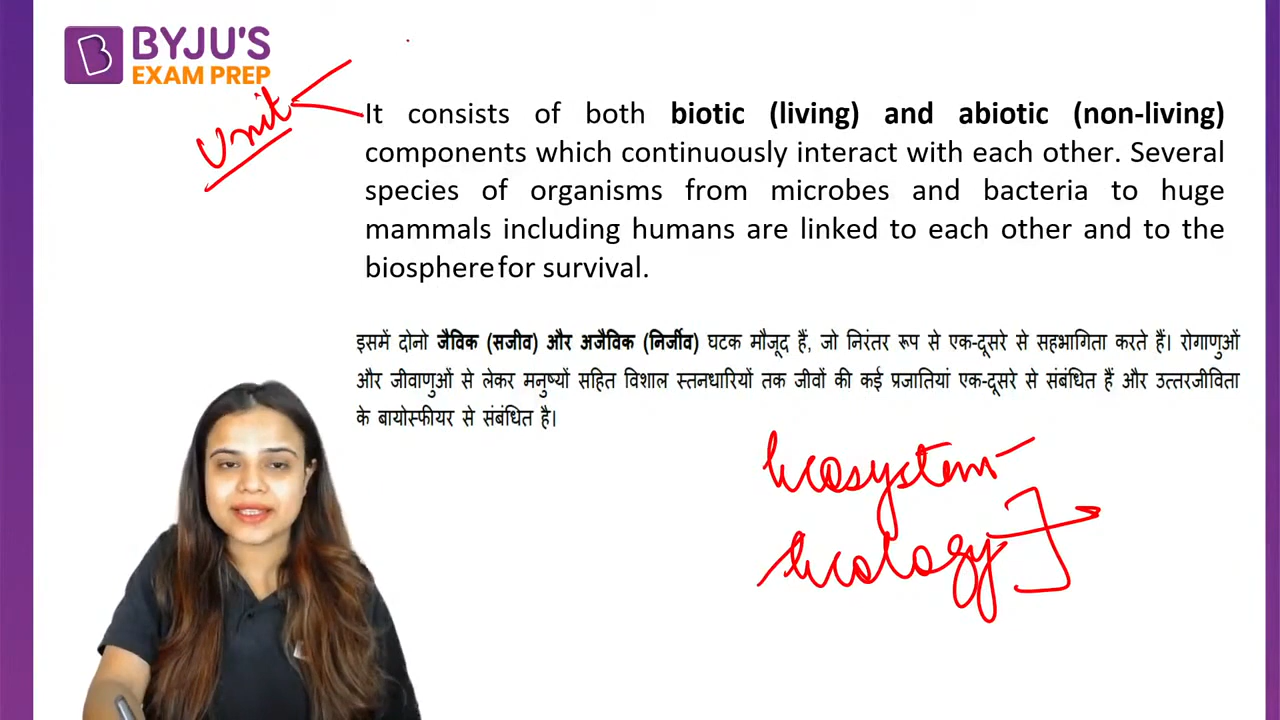 BYJU'S
EXAM PREP
Unit
It consists of both biotic (living) and abiotic (non-living)
components which continuously interact with each other. Several
species of organisms from microbes and bacteria to huge
mammals including humans are linked to each other and to the
biosphere for survival.
इसमें दोनो जैविक (सजीव) और अजैविक (निर्जीव) घटक मौजूद हैं, जो निरंतर रूप से एक-दूसरे से सहभागिता करते हैं। रोगाणुओं
और जीवाणुओं से लेकर मनुष्यों सहित विशाल स्तनधारियों तक जीवों की कई प्रजातियां एक-दूसरे से संबंधित हैं और उत्तरजीविता
के बायोस्फीयर से संबंधित है।
Ecosystem
Ecology